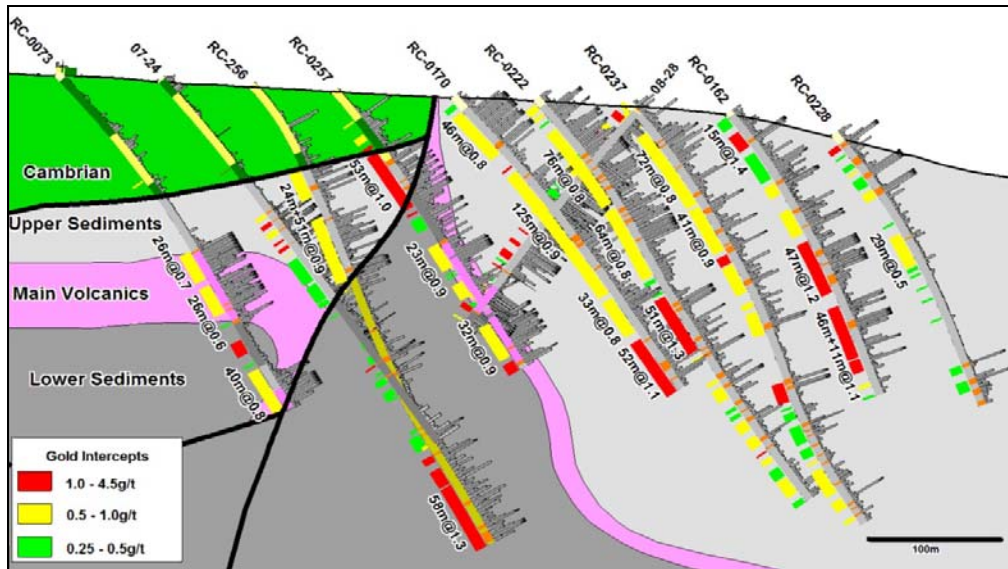 RC-0073
07-24
RC-256
RC-0257
RC-0170
RC-0222
RC-0237
08-28
RC-0162
RC-0228
Cambrian
Upper Sediments
Main Volcanics
Lower Sediments
26m@0.7
26m@0.6
40m@0.8
24m+51m@0.9
58m@1.3
53m@1.0
23m@0.9
32m@0.9
46m@0.8
125m@0.9
33m@0.8
52m@1.1
76m@0.8
64m@0.8
51m@1.3
72m@0.8
41m@0.9
15m@1.4
47m@1.2
46m+11m@1.1
29m@0.5
Gold Intercepts
1.0 - 4.5g/t
0.5 - 1.0g/t
0.25 - 0.5g/t
100m